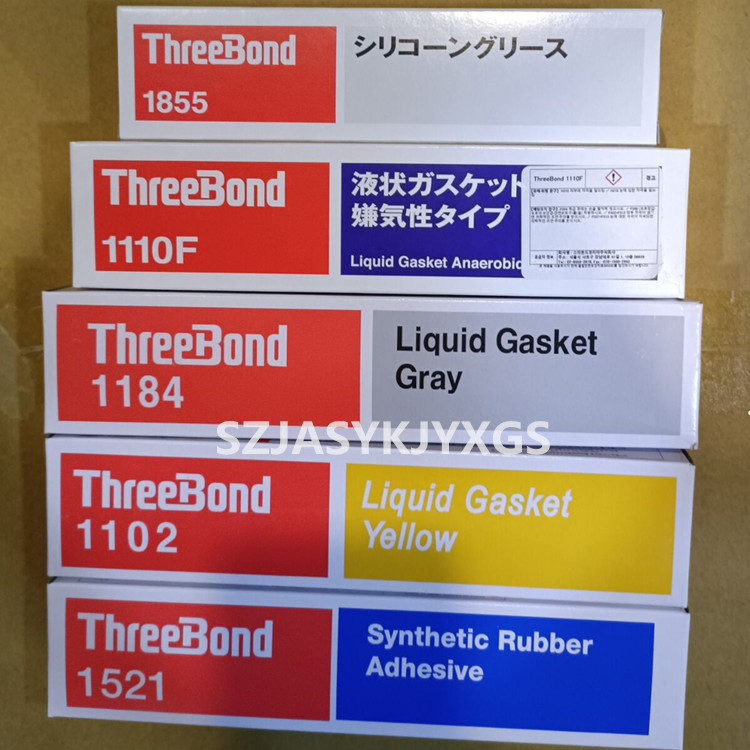 ThreeBond
1855
シリコーングリース
ThreeBond
1110F
液状ガスケット
嫌気性タイプ
Liquid Gasket Anaerobic
ThreeBond 1110F
경고
ThreeBond
1184
Liquid Gasket
Gray
SZJASYKJYXGS
ThreeBond
1102
Liquid Gasket
Yellow
ThreeBond
1521
Synthetic Rubber
Adhesive